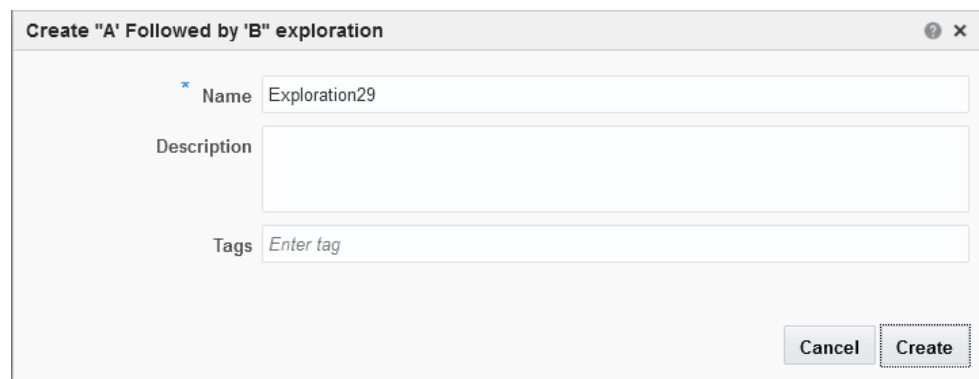 Create "A' Followed by 'B" exploration
* Name Exploration29
Description
Tags Enter tag
Cancel Create